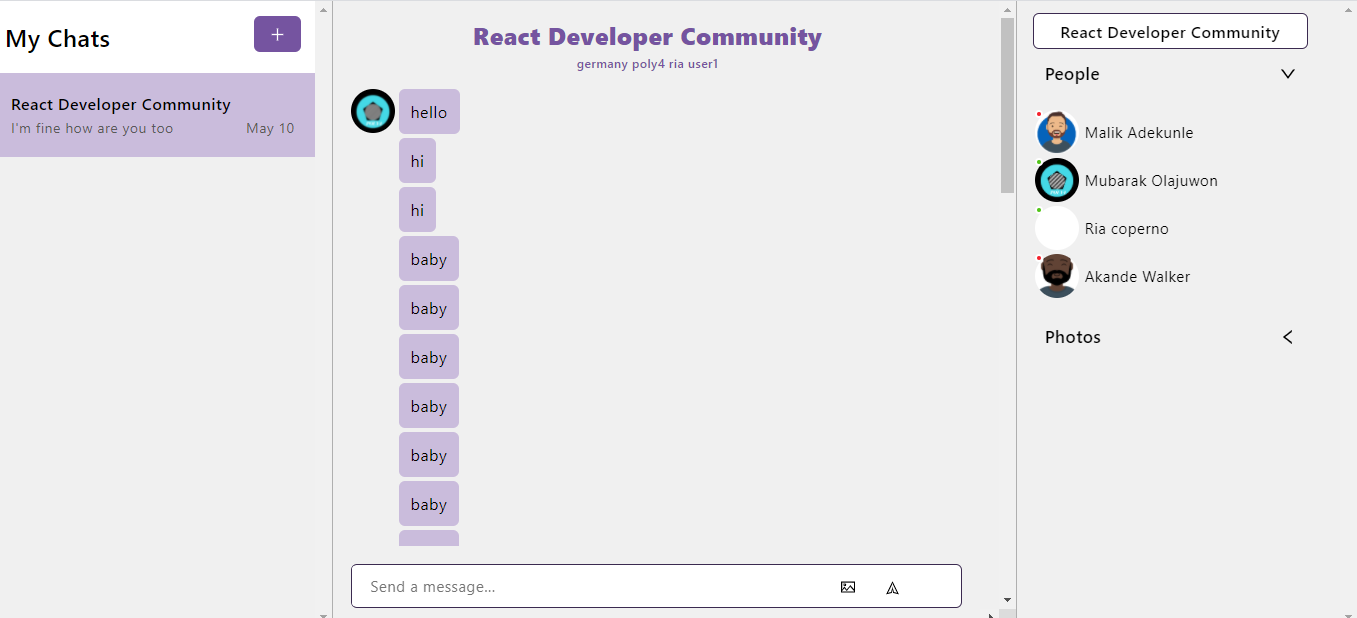 My Chats
+
React Developer Community
I'm fine how are you too
May 10
React Developer Community
germany poly4 ria user1
hello
hi
hi
baby
baby
baby
baby
baby
baby
Send a message...
React Developer Community
People
Malik Adekunle
Mubarak Olajuwon
Ria coperno
Akande Walker
Photos